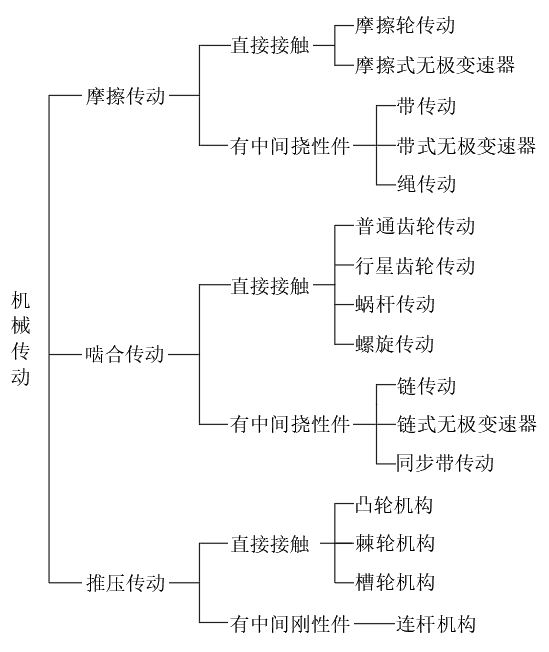 机械传动
摩擦传动
直接接触
摩擦轮传动
摩擦式无极变速器
有中间挠性件
带传动
带式无极变速器
绳传动
啮合传动
直接接触
普通齿轮传动
行星齿轮传动
蜗杆传动
螺旋传动
有中间挠性件
链传动
链式无极变速器
同步带传动
推压传动
直接接触
凸轮机构
棘轮机构
槽轮机构
有中间刚性件
连杆机构